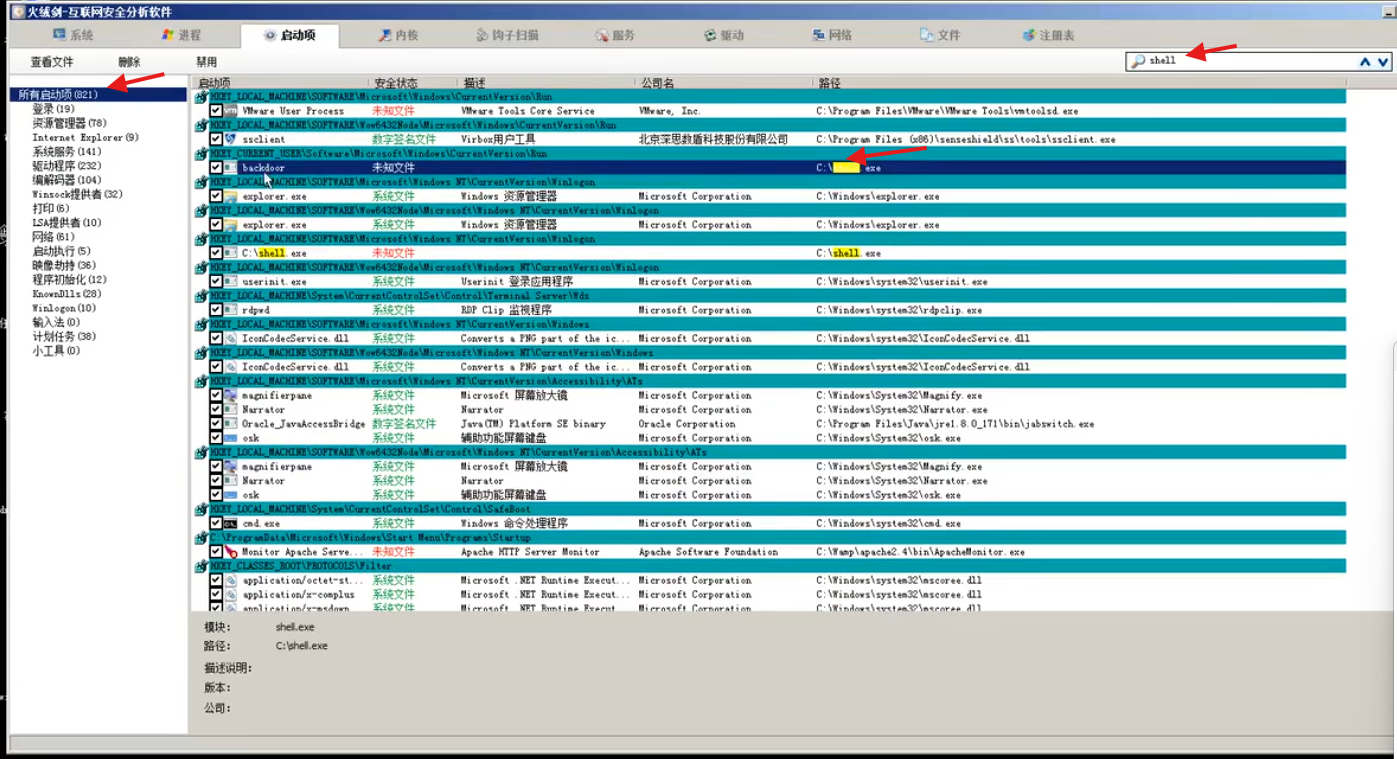 火绒剑-互联网安全分析软件
系统 进程 启动项 内核 钩子扫描 服务 驱动 网络 文件 注册表
查看文件 删除 禁用 shell
所有启动项(821)
登录(19)
资源管理器(78)
Internet Explorer(9)
系统服务(141)
驱动程序(232)
编解码器(104)
Winsock提供者(32)
打印(6)
LSA提供者(10)
网络(61)
启动执行(5)
映像劫持(36)
程序初始化(12)
KnownDlls(28)
Winlogon(10)
输入法(0)
计划任务(38)
小工具(0)
启动项 安全状态 描述 公司名 路径
HKEY_LOCAL_MACHINE\SOFTWARE\Microsoft\Windows\CurrentVersion\Run
VMware User Process 未知文件 VMware Tools Core Service VMware, Inc. C:\Program Files\VMware\VMware Tools\vmtoolsd.exe
HKEY_LOCAL_MACHINE\SOFTWARE\Wow6432Node\Microsoft\Windows\CurrentVersion\Run
ssclient 数字签名文件 Virbox用户工具 北京深思数盾科技股份有限公司 C:\Program Files (x86)\senseshield\ss\tools\ssclient.exe
HKEY_CURRENT_USER\Software\Microsoft\Windows\CurrentVersion\Run
backdoor 未知文件 C:\ .exe
HKEY_LOCAL_MACHINE\SOFTWARE\Microsoft\Windows NT\CurrentVersion\Winlogon
explorer.exe 系统文件 Windows 资源管理器 Microsoft Corporation C:\Windows\explorer.exe
HKEY_LOCAL_MACHINE\SOFTWARE\Wow6432Node\Microsoft\Windows NT\CurrentVersion\Winlogon
explorer.exe 系统文件 Windows 资源管理器 Microsoft Corporation C:\Windows\explorer.exe
HKEY_LOCAL_MACHINE\SOFTWARE\Microsoft\Windows NT\CurrentVersion\Winlogon
C:\shell.exe 未知文件 C:\shell.exe
HKEY_LOCAL_MACHINE\SOFTWARE\Wow6432Node\Microsoft\Windows NT\CurrentVersion\Winlogon
userinit.exe 系统文件 Userinit 登录应用程序 Microsoft Corporation C:\Windows\system32\userinit.exe
HKEY_LOCAL_MACHINE\System\CurrentControlSet\Control\Terminal Server\Wds
rdpwd 系统文件 RDP Clip 监视程序 Microsoft Corporation C:\Windows\system32\rdpclip.exe
HKEY_LOCAL_MACHINE\SOFTWARE\Microsoft\Windows NT\CurrentVersion\Windows
IconCodecService.dll 系统文件 Converts a PNG part of the ic... Microsoft Corporation C:\Windows\system32\IconCodecService.dll
HKEY_LOCAL_MACHINE\SOFTWARE\Wow6432Node\Microsoft\Windows NT\CurrentVersion\Windows
IconCodecService.dll 系统文件 Converts a PNG part of the ic... Microsoft Corporation C:\Windows\system32\IconCodecService.dll
HKEY_LOCAL_MACHINE\SOFTWARE\Microsoft\Windows NT\CurrentVersion\Accessibility\ATs
magnifierpane 系统文件 Microsoft 屏幕放大镜 Microsoft Corporation C:\Windows\System32\Magnify.exe
Narrator 系统文件 Narrator Microsoft Corporation C:\Windows\System32\Narrator.exe
Oracle_JavaAccessBridge 数字签名文件 Java(TM) Platform SE binary Oracle Corporation C:\Program Files\Java\jre1.8.0_171\bin\jabswitch.exe
osk 系统文件 辅助功能屏幕键盘 Microsoft Corporation C:\Windows\System32\osk.exe
HKEY_LOCAL_MACHINE\SOFTWARE\Wow6432Node\Microsoft\Windows NT\CurrentVersion\Accessibility\ATs
magnifierpane 系统文件 Microsoft 屏幕放大镜 Microsoft Corporation C:\Windows\System32\Magnify.exe
Narrator 系统文件 Narrator Microsoft Corporation C:\Windows\System32\Narrator.exe
osk 系统文件 辅助功能屏幕键盘 Microsoft Corporation C:\Windows\System32\osk.exe
HKEY_LOCAL_MACHINE\System\CurrentControlSet\Control\SafeBoot
cmd.exe 系统文件 Windows 命令处理程序 Microsoft Corporation C:\Windows\system32\cmd.exe
C:\ProgramData\Microsoft\Windows\Start Menu\Programs\Startup
Monitor Apache Serve... 未知文件 Apache HTTP Server Monitor Apache Software Foundation C:\Wamp\apache2.4\bin\ApacheMonitor.exe
HKEY_CLASSES_ROOT\PROTOCOLS\Filter
application/octet-st... 系统文件 Microsoft .NET Runtime Execut... Microsoft Corporation C:\Windows\system32\mscoree.dll
application/x-complus 系统文件 Microsoft .NET Runtime Execut... Microsoft Corporation C:\Windows\system32\mscoree.dll
application/x-msdown 系统文件 Microsoft .NET Runtime Execut Microsoft Corporation C:\Windows\system32\mscoree.dll
模块: shell.exe
路径: C:\shell.exe
描述说明:
版本:
公司: